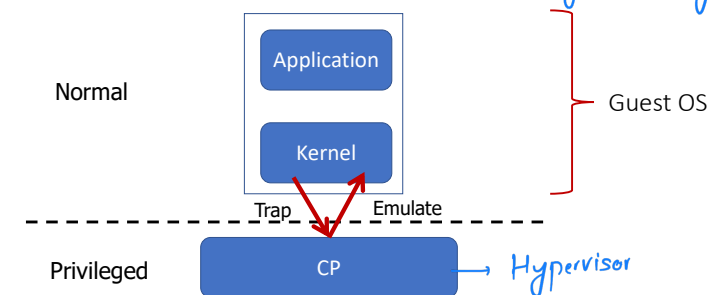 Application
Normal
Guest OS
Kernel
Trap
Emulate
Privileged
CP
Hypervisor